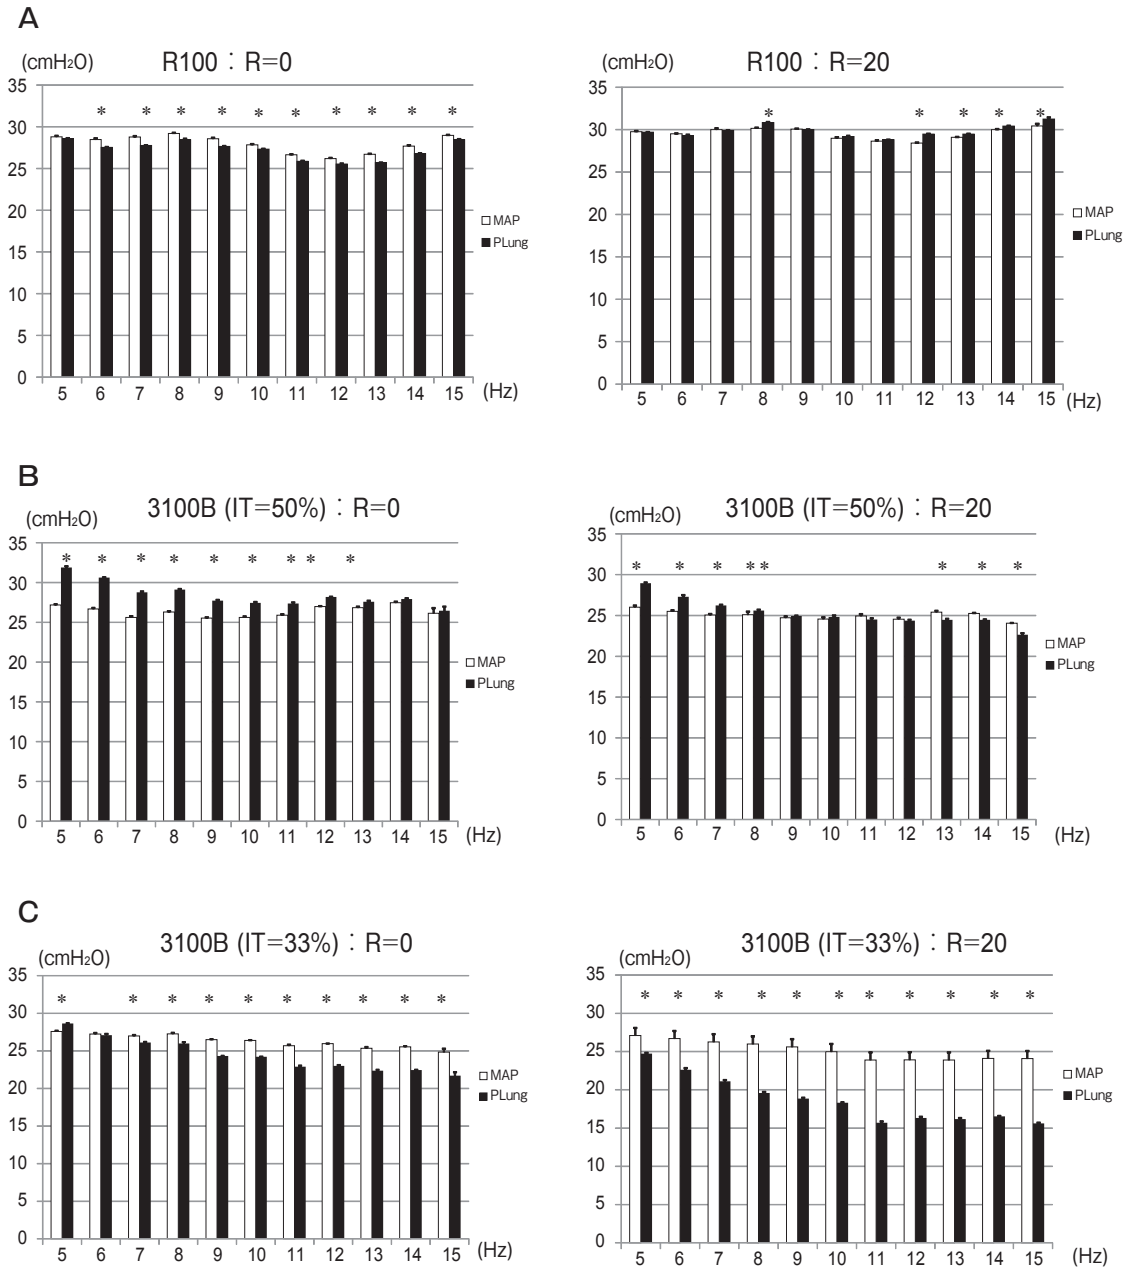 A
(cmH2O) R100 : R=0
35
* * * * * * * * * *
30
25
20
15
10
5
0
MAP
PLung
5 6 7 8 9 10 11 12 13 14 15 (Hz)
(cmH2O) R100 : R=20
35
* * * * *
30
25
20
15
10
5
0
MAP
PLung
5 6 7 8 9 10 11 12 13 14 15 (Hz)
B
(cmH2O) 3100B (IT=50%) : R=0
35
* * * * * * * * *
30
25
20
15
10
5
0
MAP
PLung
5 6 7 8 9 10 11 12 13 14 15 (Hz)
(cmH2O) 3100B (IT=50%) : R=20
35
* * * * * * * *
30
25
20
15
10
5
0
MAP
PLung
5 6 7 8 9 10 11 12 13 14 15 (Hz)
C
(cmH2O) 3100B (IT=33%) : R=0
35
* * * * * * * * * *
30
25
20
15
10
5
0
MAP
PLung
5 6 7 8 9 10 11 12 13 14 15 (Hz)
(cmH2O) 3100B (IT=33%) : R=20
35
* * * * * * * * * * *
30
25
20
15
10
5
0
MAP
PLung
5 6 7 8 9 10 11 12 13 14 15 (Hz)